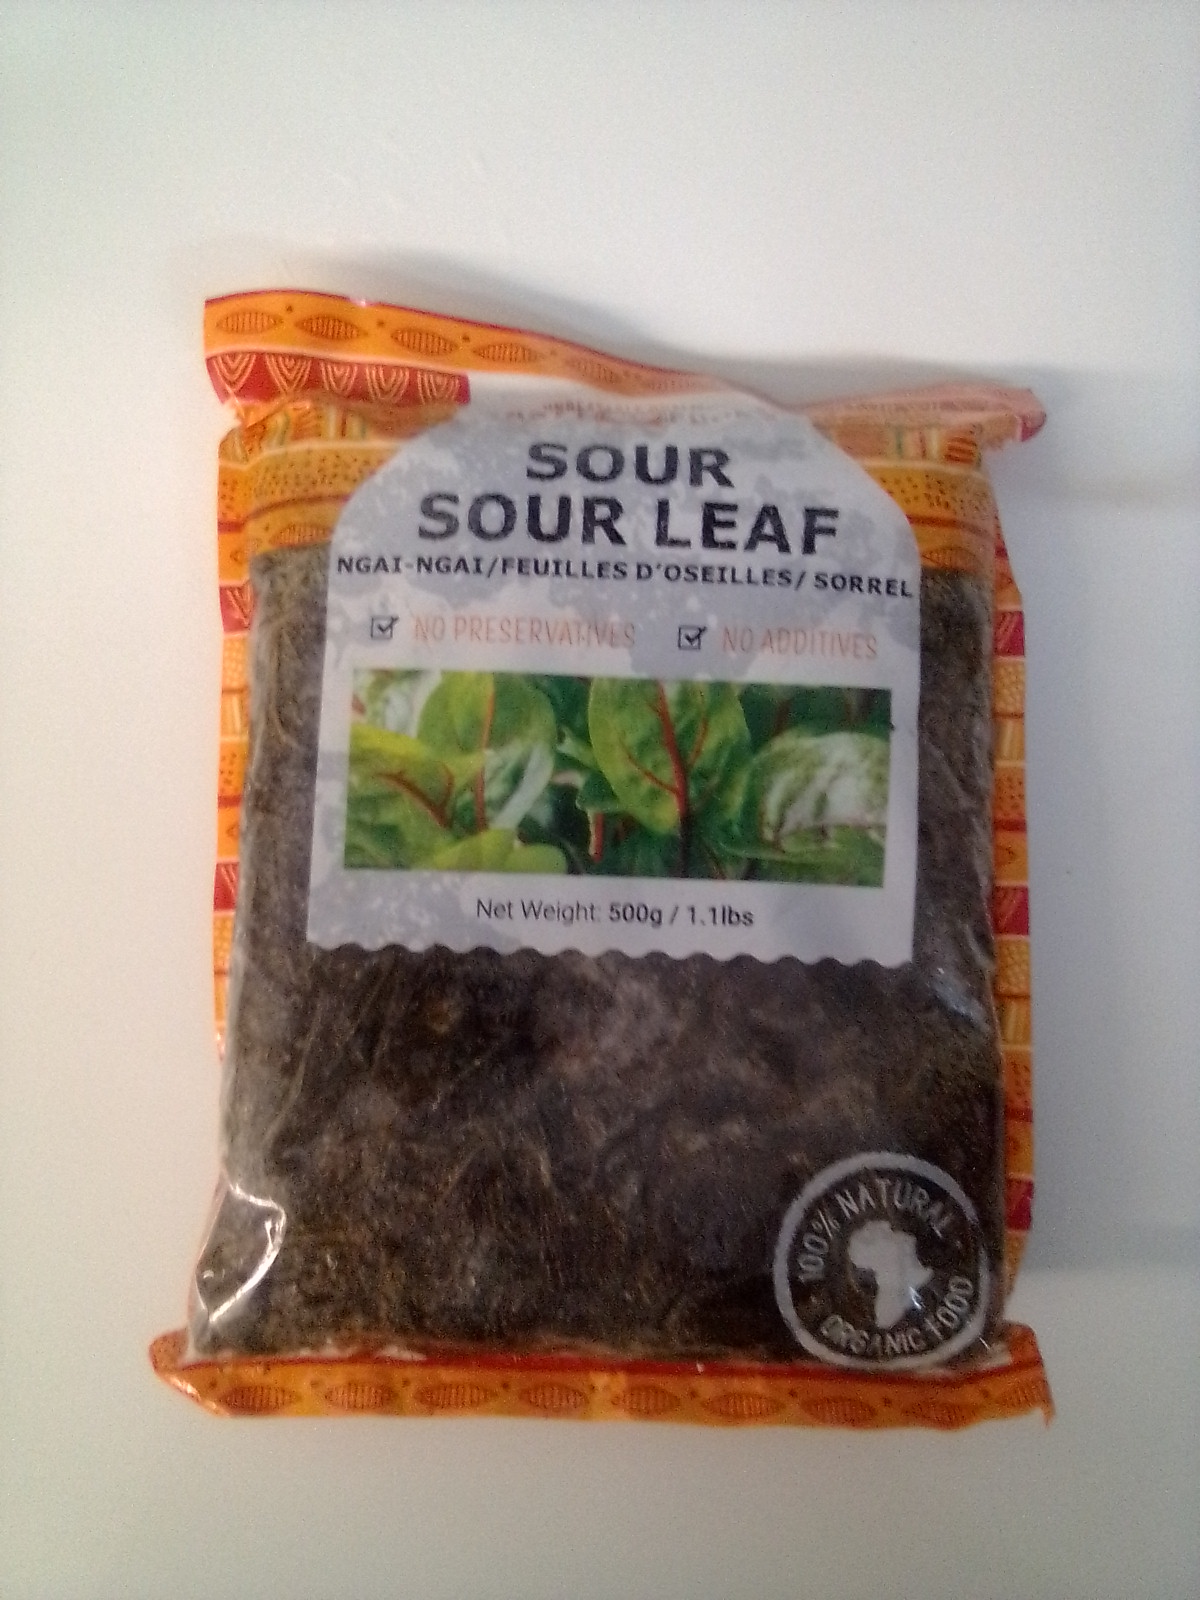 SOUR
SOUR LEAF
NGAI-NGAI/FEUILLES D'OSEILLES/ SORREL
NO PRESERVATIVES
NO ADDITIVES
Net Weight: 500g / 1.1lbs
100% NATURAL
ORGANIC FOOD